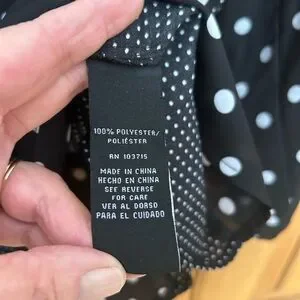 100% POLYESTER/
POLIÉSTER
RN 103715
MADE IN CHINA
HECHO EN CHINA
SEE REVERSE
FOR CARE
VER AL DORSO
PARA EL CUIDADO